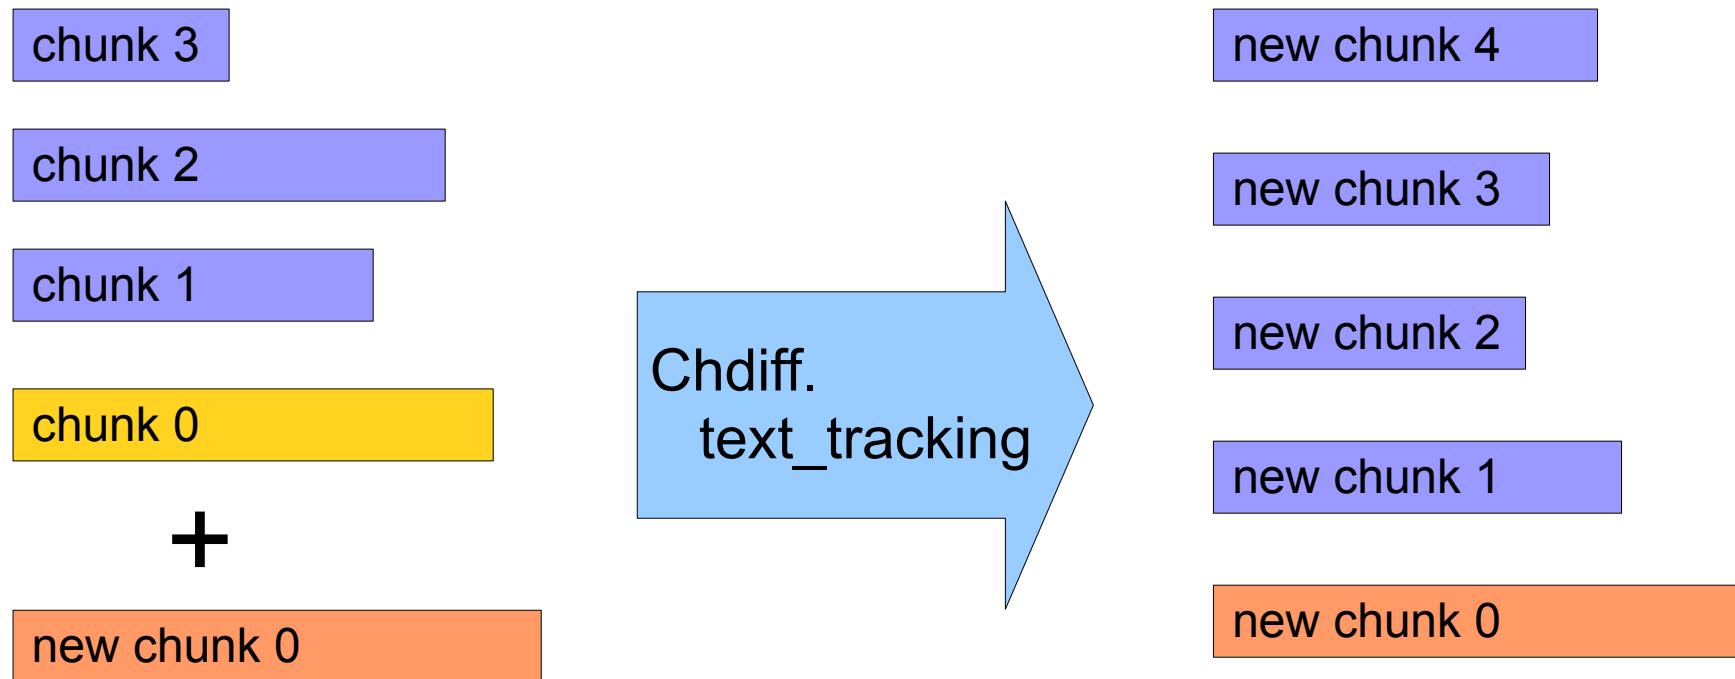 chunk 3
chunk 2
chunk 1
chunk 0
+
new chunk 0
Chdiff.
text_tracking
new chunk 4
new chunk 3
new chunk 2
new chunk 1
new chunk 0